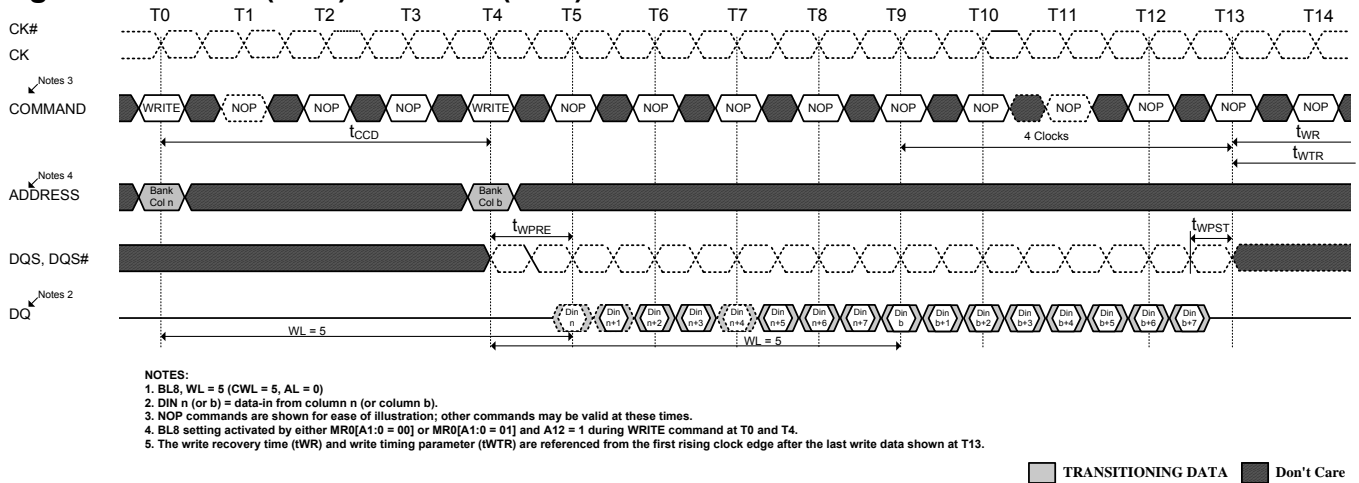 T0 T1 T2 T3 T4 T5 T6 T7 T8 T9 T10 T11 T12 T13 T14
CK#
CK
Notes 3
COMMAND
WRITE NOP NOP NOP WRITE NOP NOP NOP NOP NOP NOP NOP NOP NOP NOP
tCCD
4 Clocks
tWR
tWTR
Notes 4
ADDRESS
Bank Col n
Bank Col b
tWPRE
tWPST
DQS, DQS#
Notes 2
DQ
Din n Din n+1 Din n+2 Din n+3 Din n+4 Din n+5 Din n+6 Din n+7 Din b Din b+1 Din b+2 Din b+3 Din b+4 Din b+5 Din b+6 Din b+7
WL = 5
WL = 5
NOTES:
1. BL8, WL = 5 (CWL = 5, AL = 0)
2. DIN n (or b) = data-in from column n (or column b).
3. NOP commands are shown for ease of illustration; other commands may be valid at these times.
4. BL8 setting activated by either MR0[A1:0 = 00] or MR0[A1:0 = 01] and A12 = 1 during WRITE command at T0 and T4.
5. The write recovery time (tWR) and write timing parameter (tWTR) are referenced from the first rising clock edge after the last write data shown at T13.
TRANSITIONING DATA
Don't Care